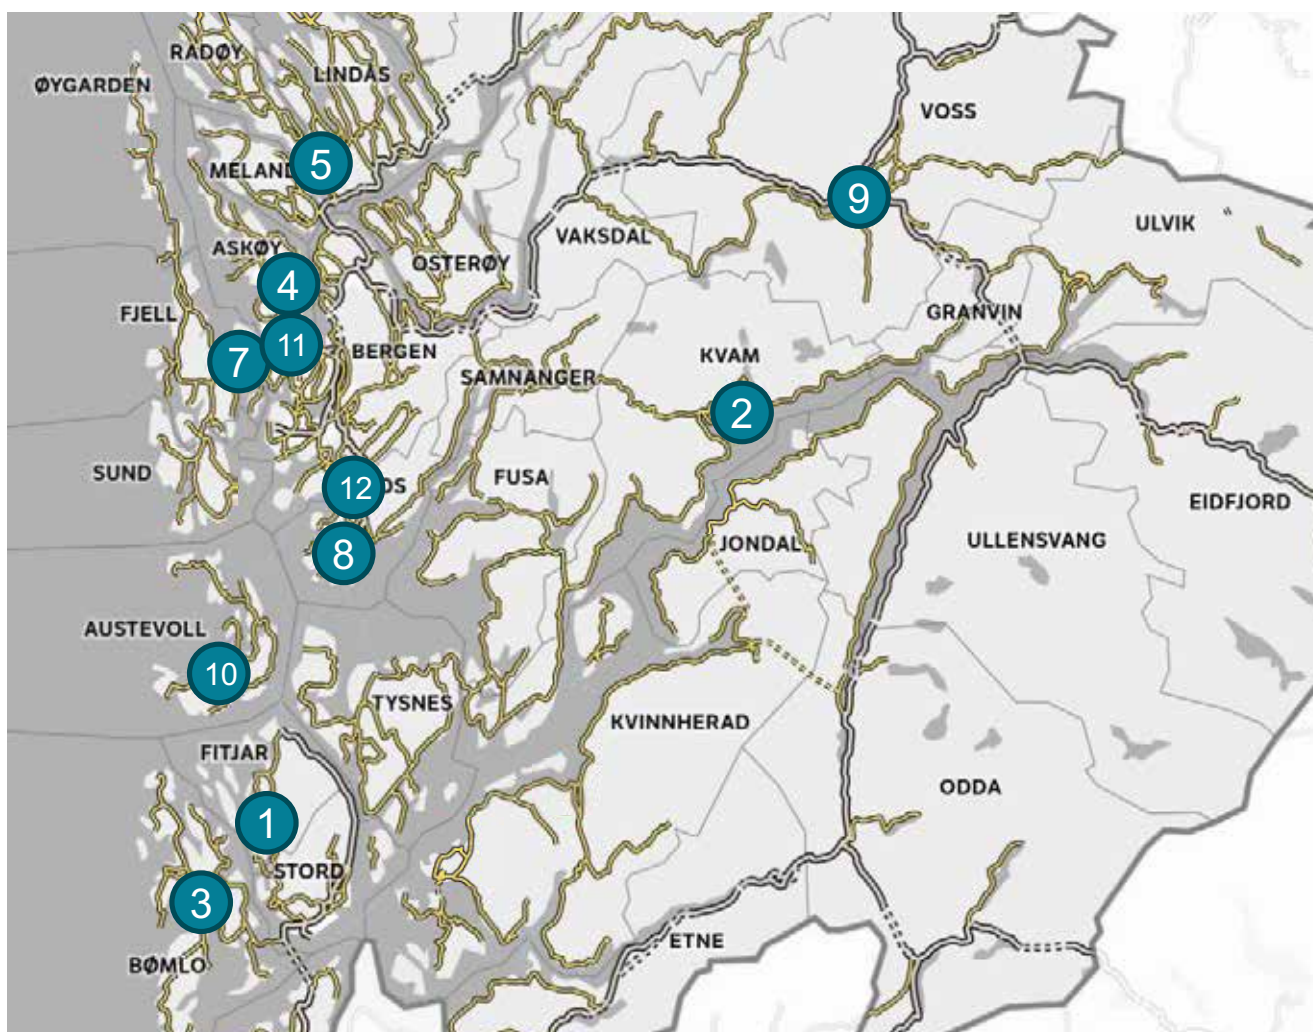 RADØY
LINDÅS
ØYGARDEN
VOSS
5
MELAND
9
ULVIK
VAKSDAL
ASKØY
OSTERØY
4
FJELL
GRANVIN
11
BERGEN
7
KVAM
SAMNANGER
2
SUND
FUSA
12
OS
EIDFJORD
ULLENSVANG
JONDAL
8
AUSTEVOLL
10
TYSNES
KVINNHERAD
FITJAR
ODDA
1
STORD
3
ETNE
BØMLO